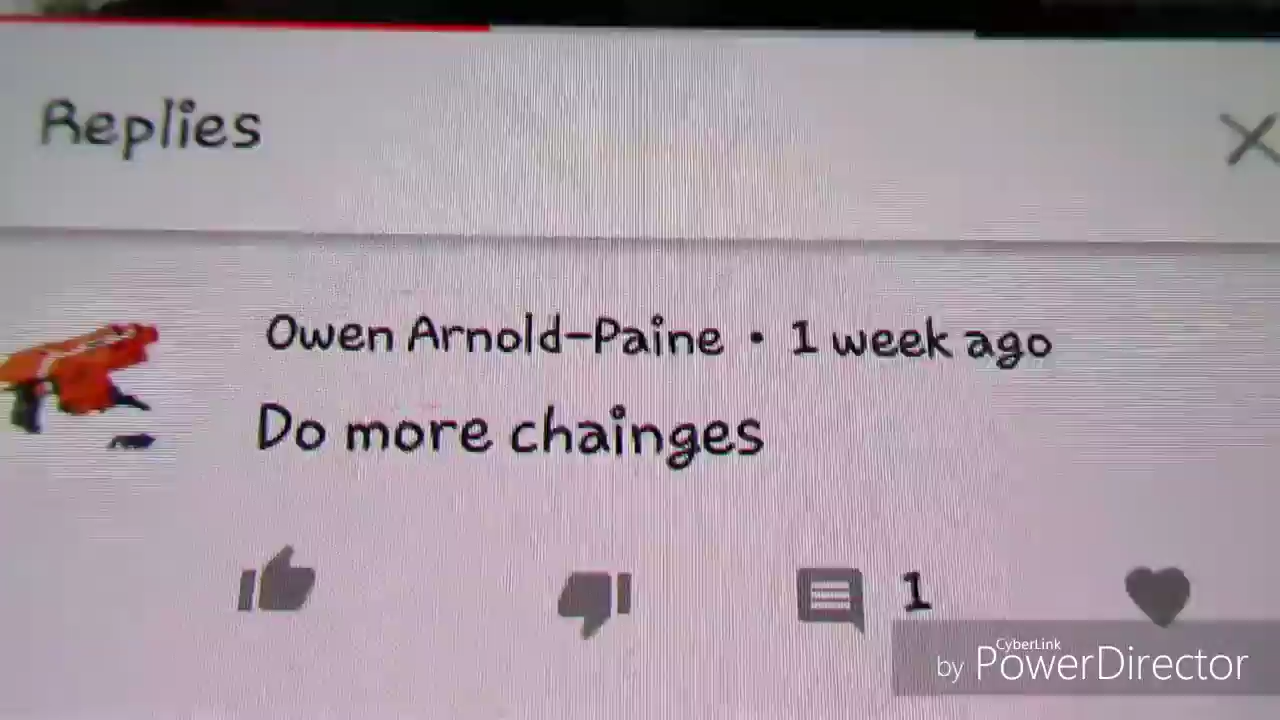 Replies
Owen Arnold-Paine • 1 week ago
Do more chainges
1
CyberLink
by PowerDirector